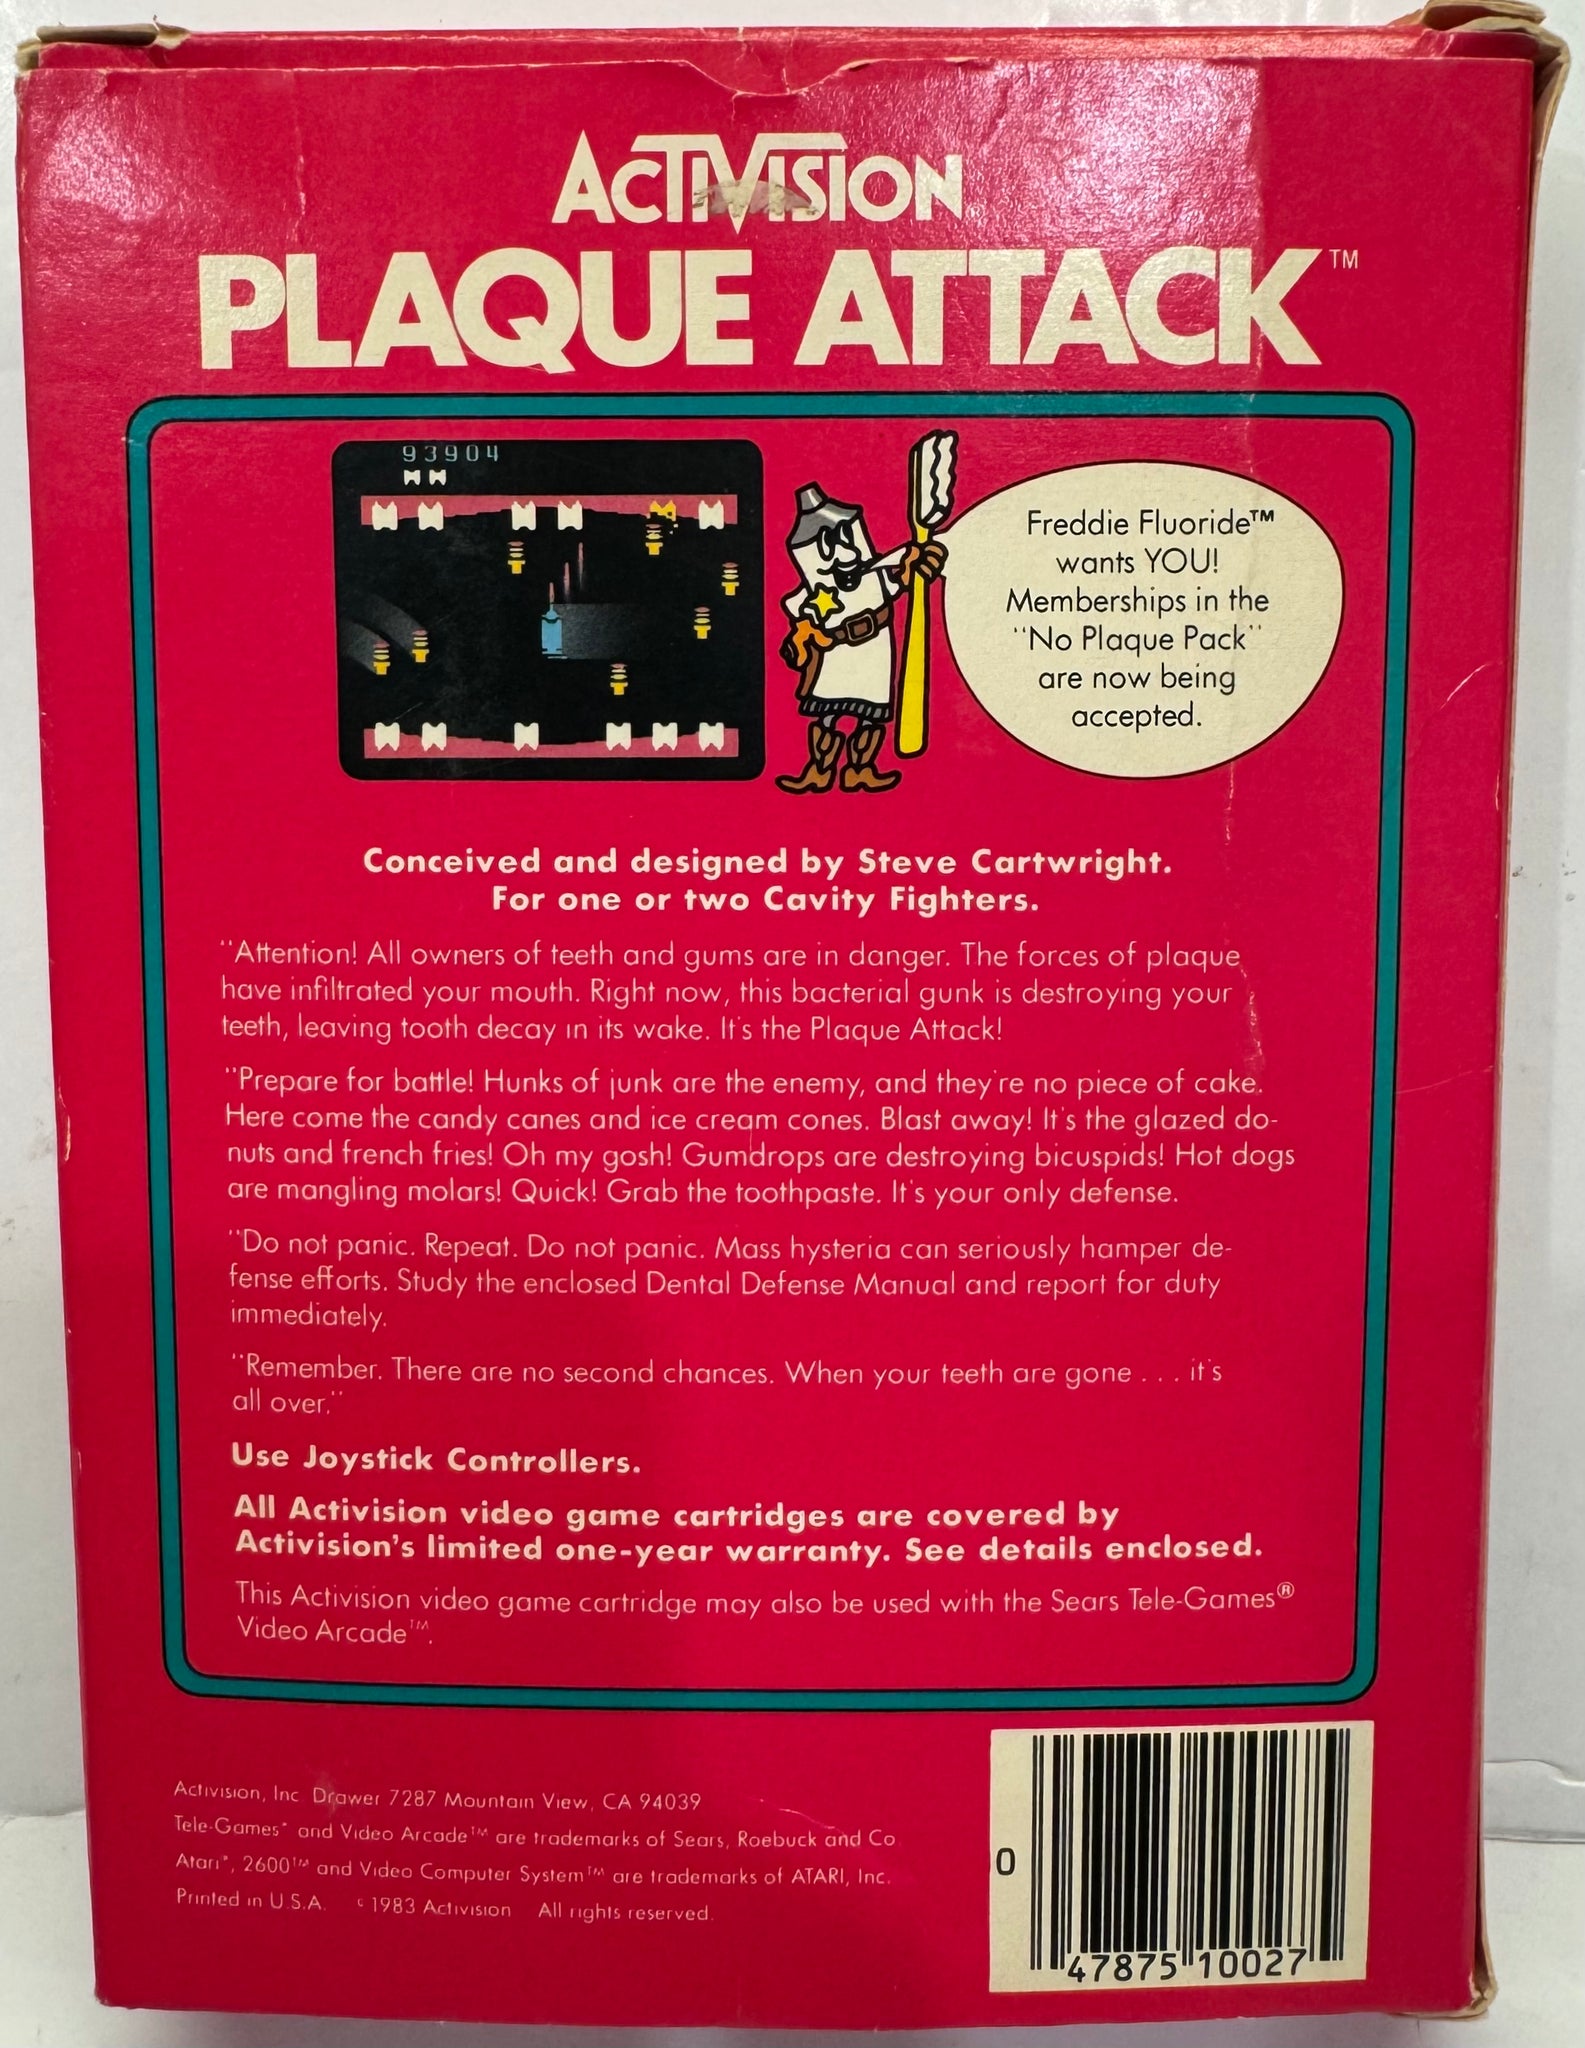 ACTIVISION
PLAQUE ATTACK™
93904
Freddie Fluoride™
wants YOU!
Memberships in the
"No Plaque Pack"
are now being
accepted.
Conceived and designed by Steve Cartwright.
For one or two Cavity Fighters.
"Attention! All owners of teeth and gums are in danger. The forces of plaque
have infiltrated your mouth. Right now, this bacterial gunk is destroying your
teeth, leaving tooth decay in its wake. It's the Plaque Attack!
"Prepare for battle! Hunks of junk are the enemy, and they're no piece of cake.
Here come the candy canes and ice cream cones. Blast away! It's the glazed do-
nuts and french fries! Oh my gosh! Gumdrops are destroying bicuspids! Hot dogs
are mangling molars! Quick! Grab the toothpaste. It's your only defense.
"Do not panic. Repeat. Do not panic. Mass hysteria can seriously hamper de-
fense efforts. Study the enclosed Dental Defense Manual and report for duty
immediately.
"Remember. There are no second chances. When your teeth are gone . . . it's
all over."
Use Joystick Controllers.
All Activision video game cartridges are covered by
Activision's limited one-year warranty. See details enclosed.
This Activision video game cartridge may also be used with the Sears Tele-Games®
Video Arcade™.
Activision, Inc Drawer 7287 Mountain View, CA 94039
Tele-Games® and Video Arcade™ are trademarks of Sears, Roebuck and Co.
Atari®, 2600™ and Video Computer System™ are trademarks of ATARI, Inc.
Printed in U.S.A. © 1983 Activision All rights reserved.
0 47875 10027